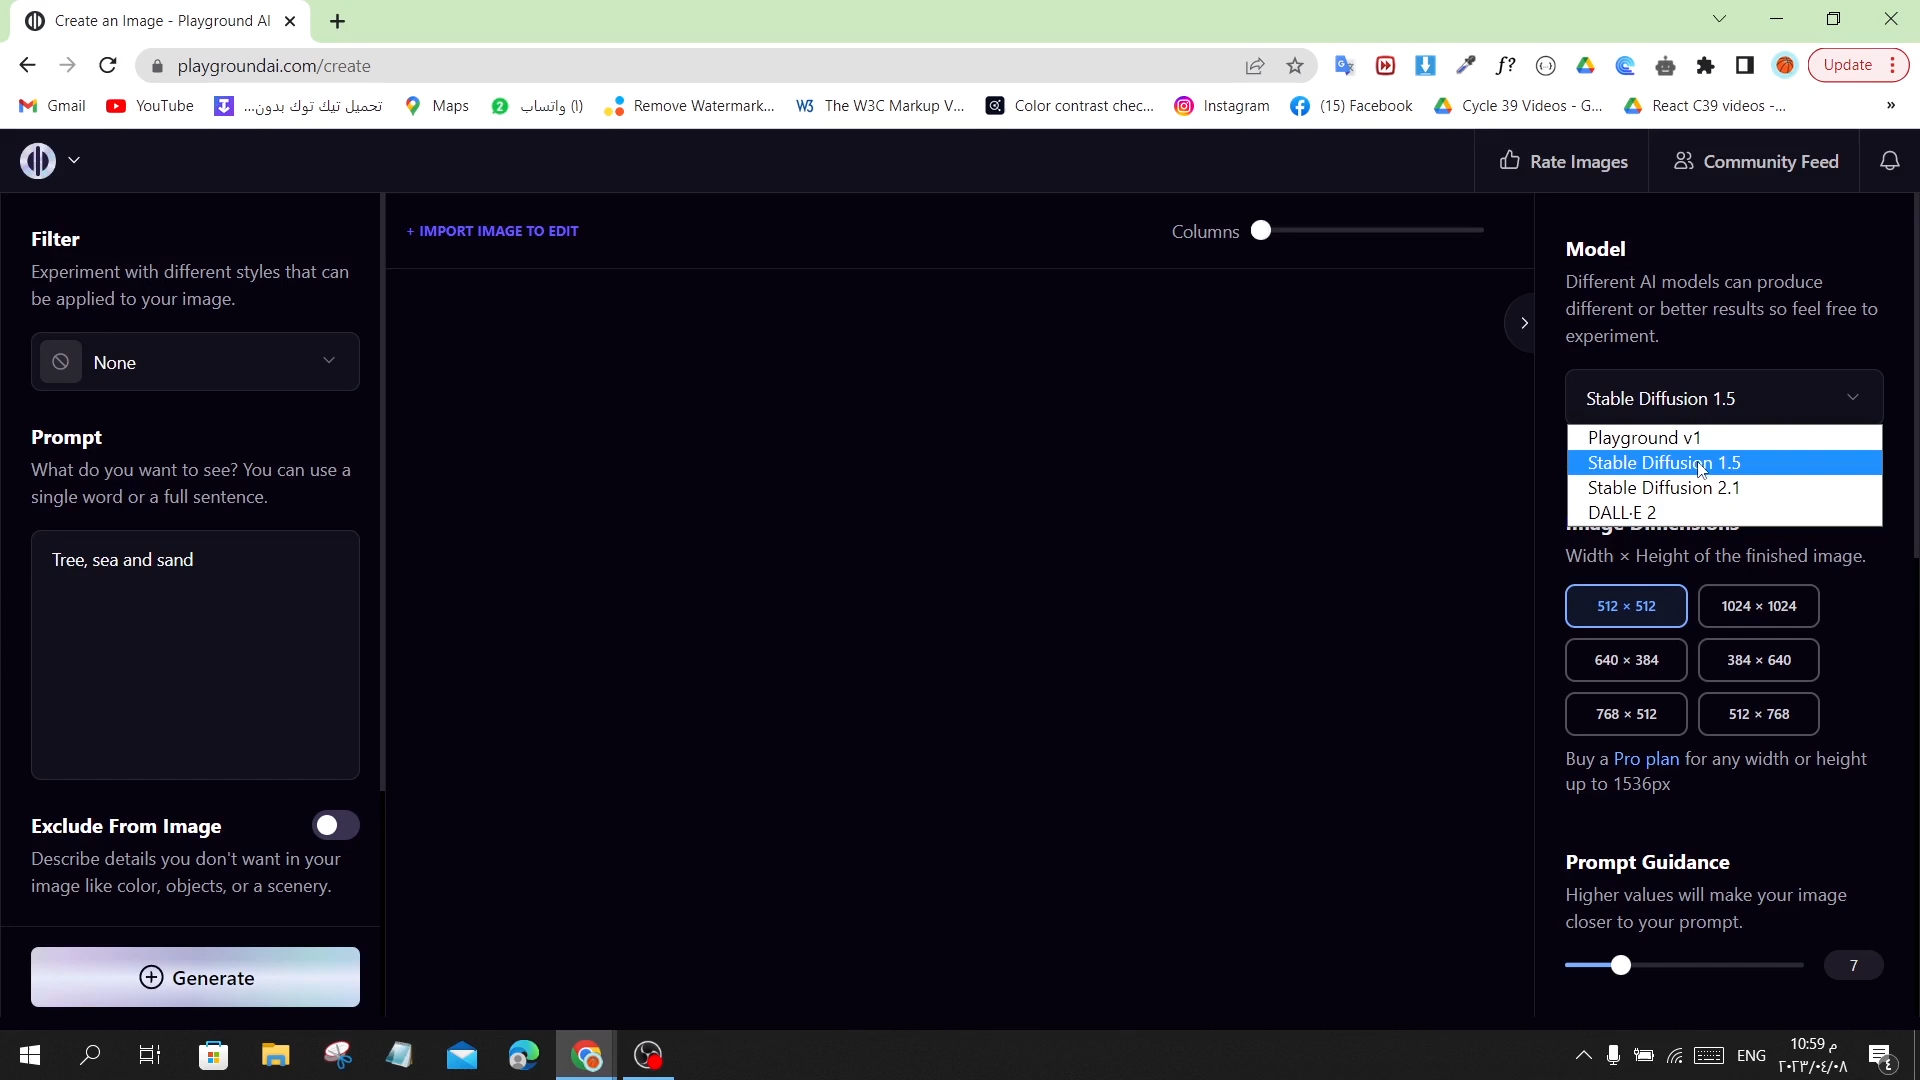 Create an Image - Playground AI
playgroundai.com/create
Update
Gmail
YouTube
تحميل تيك توك بدون...
Maps
(١) واتساب
Remove Watermark...
The W3C Markup V...
Color contrast chec...
Instagram
(15) Facebook
Cycle 39 Videos - G...
React C39 videos -...
»
Rate Images
Community Feed
Filter
Experiment with different styles that can
be applied to your image.
None
Prompt
What do you want to see? You can use a
single word or a full sentence.
Tree, sea and sand
Exclude From Image
Describe details you don't want in your
image like color, objects, or a scenery.
Generate
+ IMPORT IMAGE TO EDIT
Columns
Model
Different AI models can produce
different or better results so feel free to
experiment.
Stable Diffusion 1.5
Playground v1
Stable Diffusion 1.5
Stable Diffusion 2.1
DALL·E 2
Image Dimensions
Width × Height of the finished image.
512 × 512
1024 × 1024
640 × 384
384 × 640
768 × 512
512 × 768
Buy a Pro plan for any width or height
up to 1536px
Prompt Guidance
Higher values will make your image
closer to your prompt.
7
ENG
10:59 م
٢٠٢٣/٠٤/٠٨
٤